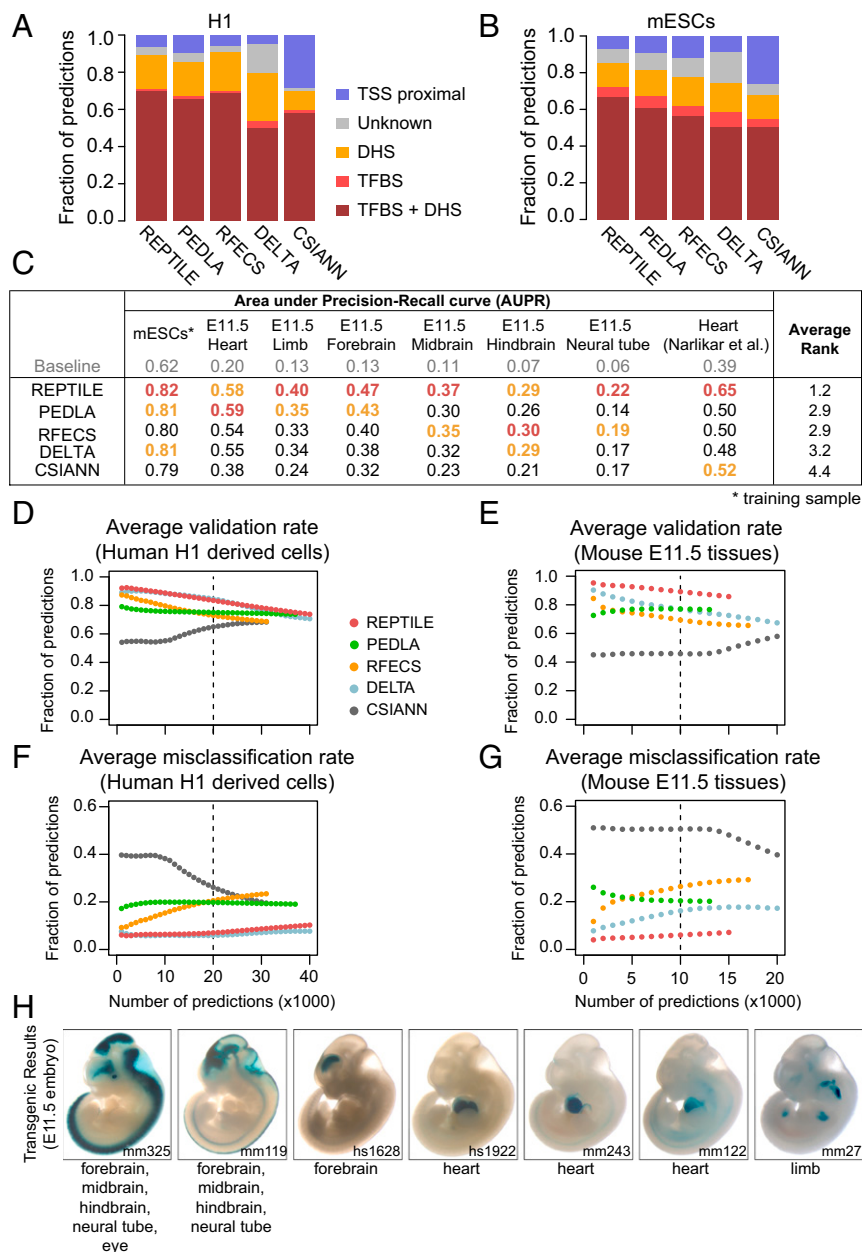 A
H1
B
mESCs
Fraction of predictions
1.0
0.8
0.6
0.4
0.2
0.0
REPTILE
PEDLA
RFECS
DELTA
CSIANN
TSS proximal
Unknown
DHS
TFBS
TFBS + DHS
Fraction of predictions
1.0
0.8
0.6
0.4
0.2
0.0
REPTILE
PEDLA
RFECS
DELTA
CSIANN
C
Area under Precision-Recall curve (AUPR)
Average Rank
mESCs* E11.5 Heart E11.5 Limb E11.5 Forebrain E11.5 Midbrain E11.5 Hindbrain E11.5 Neural tube Heart (Narlikar et al.)
Baseline 0.62 0.20 0.13 0.13 0.11 0.07 0.06 0.39
REPTILE 0.82 0.58 0.40 0.47 0.37 0.29 0.22 0.65 1.2
PEDLA 0.81 0.59 0.35 0.43 0.30 0.26 0.14 0.50 2.9
RFECS 0.80 0.54 0.33 0.40 0.35 0.30 0.19 0.50 2.9
DELTA 0.81 0.55 0.34 0.38 0.32 0.29 0.17 0.48 3.2
CSIANN 0.79 0.38 0.24 0.32 0.23 0.21 0.17 0.52 4.4
* training sample
D
Average validation rate
(Human H1 derived cells)
Fraction of predictions
1.0
0.8
0.6
0.4
0.2
0.0
REPTILE
PEDLA
RFECS
DELTA
CSIANN
E
Average validation rate
(Mouse E11.5 tissues)
Fraction of predictions
1.0
0.8
0.6
0.4
0.2
0.0
F
Average misclassification rate
(Human H1 derived cells)
Fraction of predictions
0.6
0.4
0.2
0.0
0 10 20 30 40
Number of predictions (x1000)
G
Average misclassification rate
(Mouse E11.5 tissues)
Fraction of predictions
0.6
0.4
0.2
0.0
0 5 10 15 20
Number of predictions (x1000)
H
Transgenic Results
(E11.5 embryo)
mm325
mm119
hs1628
hs1922
mm243
mm122
mm27
forebrain,
midbrain,
hindbrain,
neural tube,
eye
forebrain,
midbrain,
hindbrain,
neural tube
forebrain
heart
heart
heart
limb